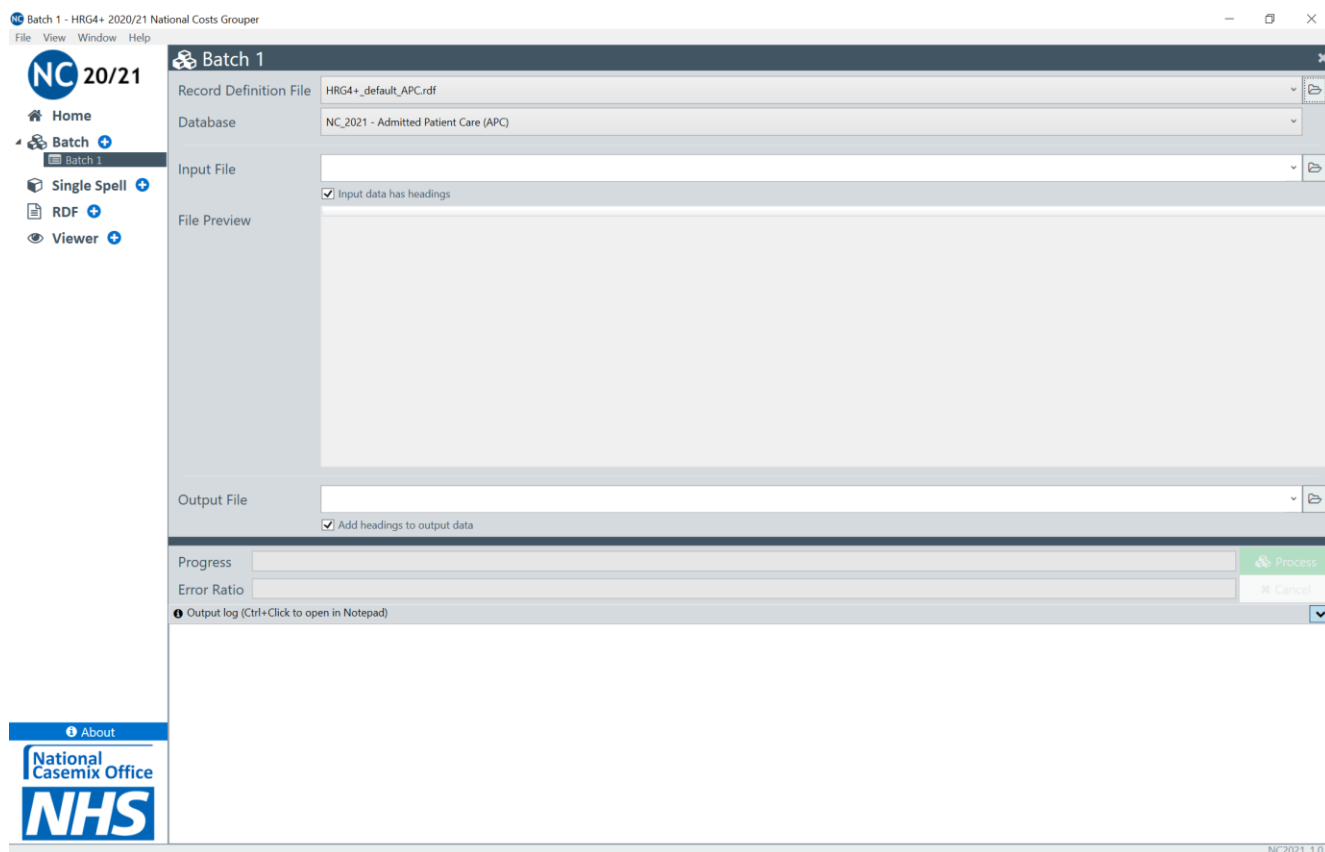 NC Batch 1 - HRG4+ 2020/21 National Costs Grouper
File View Window Help
NC 20/21
Home
Batch
Batch 1
Single Spell
RDF
Viewer
Batch 1
Record Definition File HRG4+_default_APC.rdf
Database NC_2021 - Admitted Patient Care (APC)
Input File
Input data has headings
File Preview
Output File
Add headings to output data
Progress Process
Error Ratio Cancel
Output log (Ctrl+Click to open in Notepad)
About
National
Casemix Office
NHS
NC2021_1.0